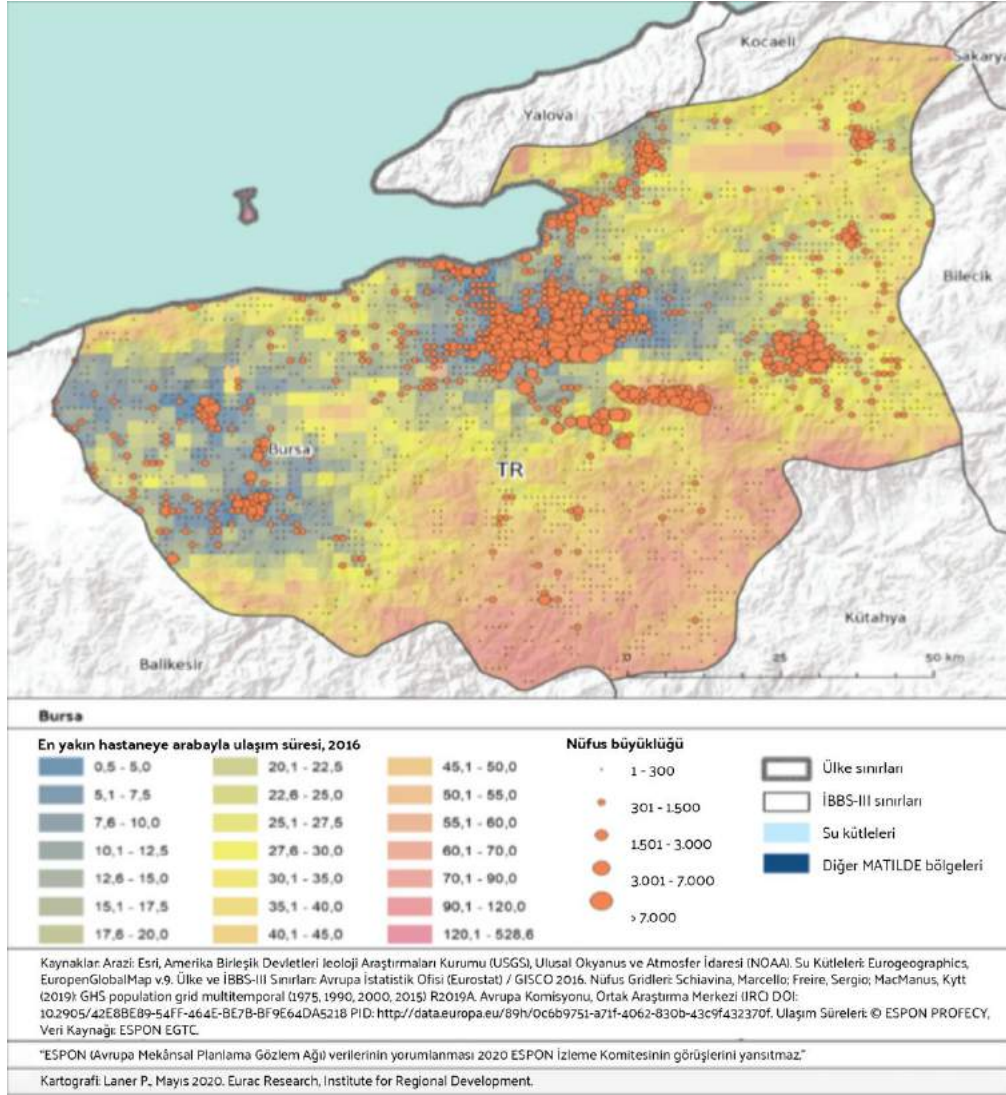 Kocaeli
Sakarya
Yalova
Bilecik
Bursa
TR
Kütahya
Balikesir
0 25 50 km
Bursa
En yakın hastaneye arabayla ulaşım süresi, 2016
0,5 - 5,0
5,1 - 7,5
7,6 - 10,0
10,1 - 12,5
12,6 - 15,0
15,1 - 17,5
17,6 - 20,0
20,1 - 22,5
22,6 - 25,0
25,1 - 27,5
27,6 - 30,0
30,1 - 35,0
35,1 - 40,0
40,1 - 45,0
45,1 - 50,0
50,1 - 55,0
55,1 - 60,0
60,1 - 70,0
70,1 - 90,0
90,1 - 120,0
120,1 - 528,6
Nüfus büyüklüğü
1 - 300
301 - 1.500
1.501 - 3.000
3.001 - 7.000
> 7.000
Ülke sınırları
İBBS-III sınırları
Su kütleleri
Diğer MATILDE bölgeleri
Kaynaklar: Arazi: Esri, Amerika Birleşik Devletleri Jeoloji Araştırmaları Kurumu (USGS), Ulusal Okyanus ve Atmosfer İdaresi (NOAA). Su Kütleleri: Eurogeographics,
EuropenGlobalMap v.9. Ülke ve İBBS-III Sınırları: Avrupa İstatistik Ofisi (Eurostat) / GISCO 2016. Nüfus Gridleri: Schiavina, Marcello; Freire, Sergio; MacManus, Kytt
(2019): GHS population grid multitemporal (1975, 1990, 2000, 2015) R2019A. Avrupa Komisyonu, Ortak Araştırma Merkezi (JRC) DOI:
10.2905/42E8BE89-54FF-464E-BE7B-BF9E64DA5218 PID: http://data.europa.eu/89h/0c6b9751-a71f-4062-830b-43c9f432370f. Ulaşım Süreleri: © ESPON PROFECY,
Veri Kaynağı: ESPON EGTC.
"ESPON (Avrupa Mekânsal Planlama Gözlem Ağı) verilerinin yorumlanması 2020 ESPON İzleme Komitesinin görüşlerini yansıtmaz."
Kartografi: Laner P., Mayıs 2020. Eurac Research, Institute for Regional Development.